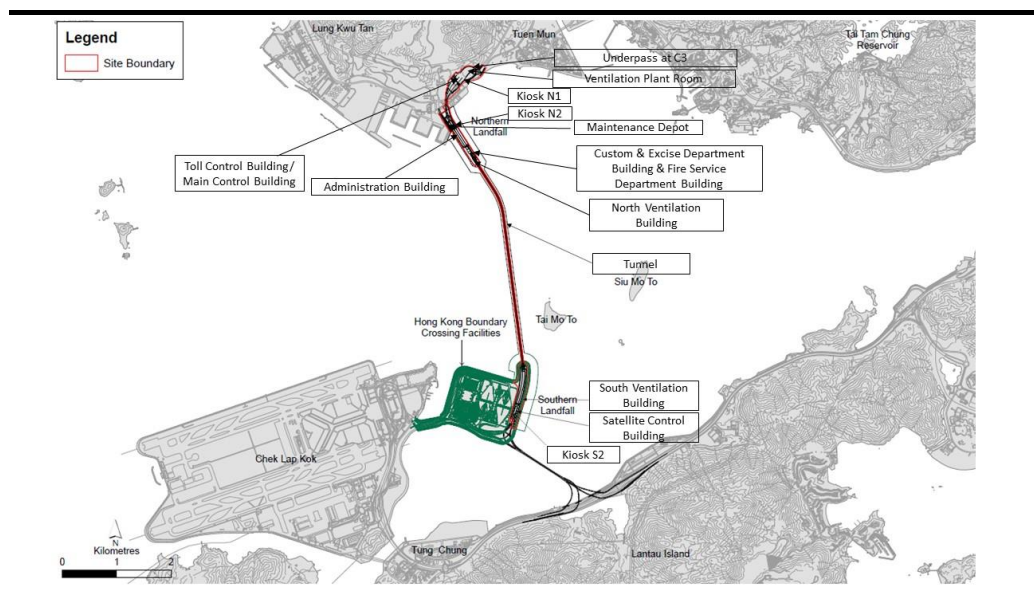 Legend
Site Boundary
Lung Kwu Tan
Tuen Mun
Tai Tam Chung
Reservoir
Underpass at C3
Ventilation Plant Room
Kiosk N1
Kiosk N2
Northern
Landfall
Maintenance Depot
Toll Control Building/
Main Control Building
Administration Building
Custom & Excise Department
Building & Fire Service
Department Building
North Ventilation
Building
Tunnel
Siu Mo To
Tai Mo To
Hong Kong Boundary
Crossing Facilities
South Ventilation
Building
Southern
Landfall
Satellite Control
Building
Kiosk S2
Chek Lap Kok
Tung Chung
Lantau Island
N
Kilometres
0 1 2